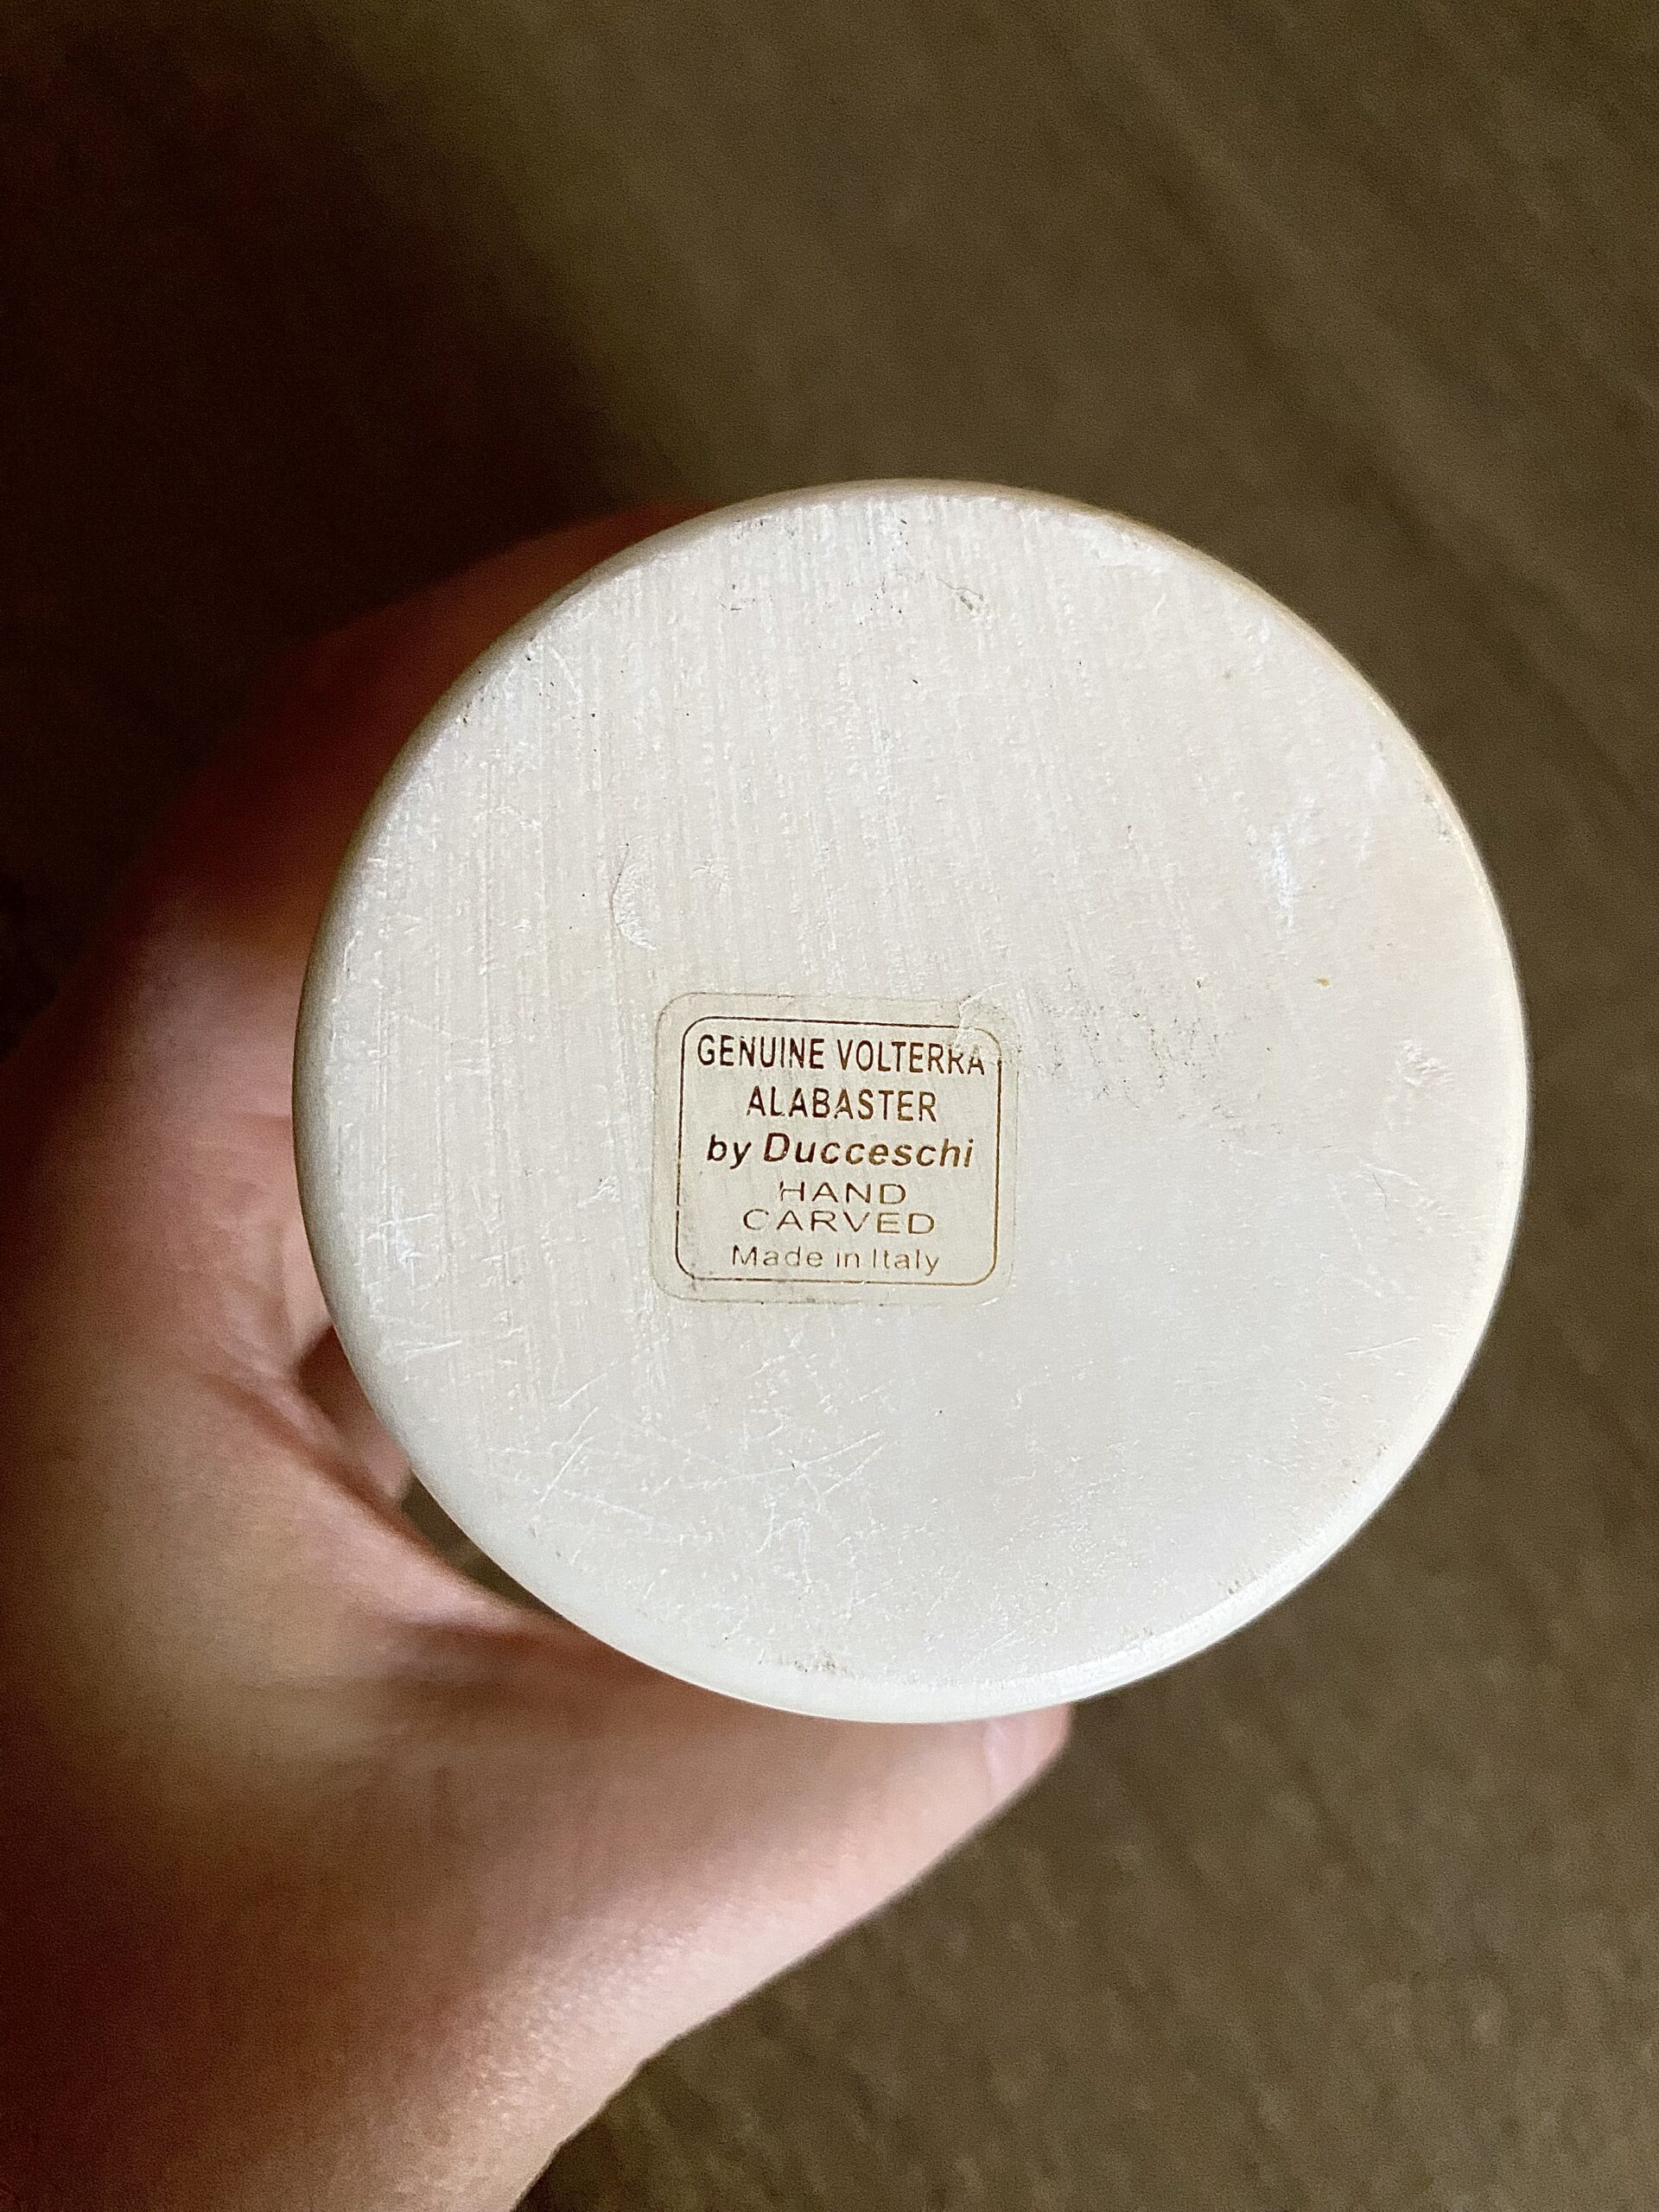 GENUINE VOLTERRA
ALABASTER
by Ducceschi
HAND
CARVED
Made in Italy